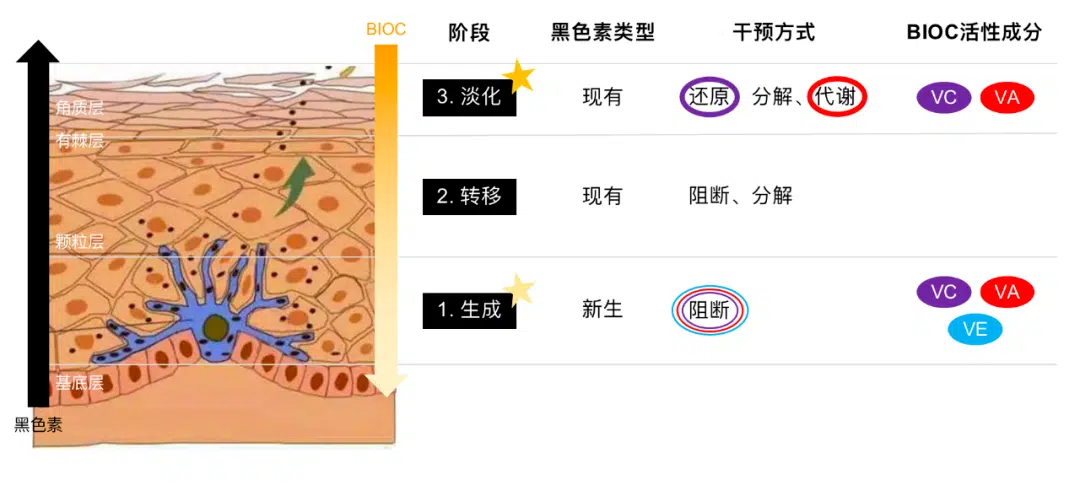 BIOC
阶段 黑色素类型 干预方式 BIOC活性成分
角质层
3. 淡化 现有 还原 分解、代谢 VC VA
有棘层
2. 转移 现有 阻断、分解
颗粒层
1. 生成 新生 阻断 VC VA
VE
基底层
黑色素